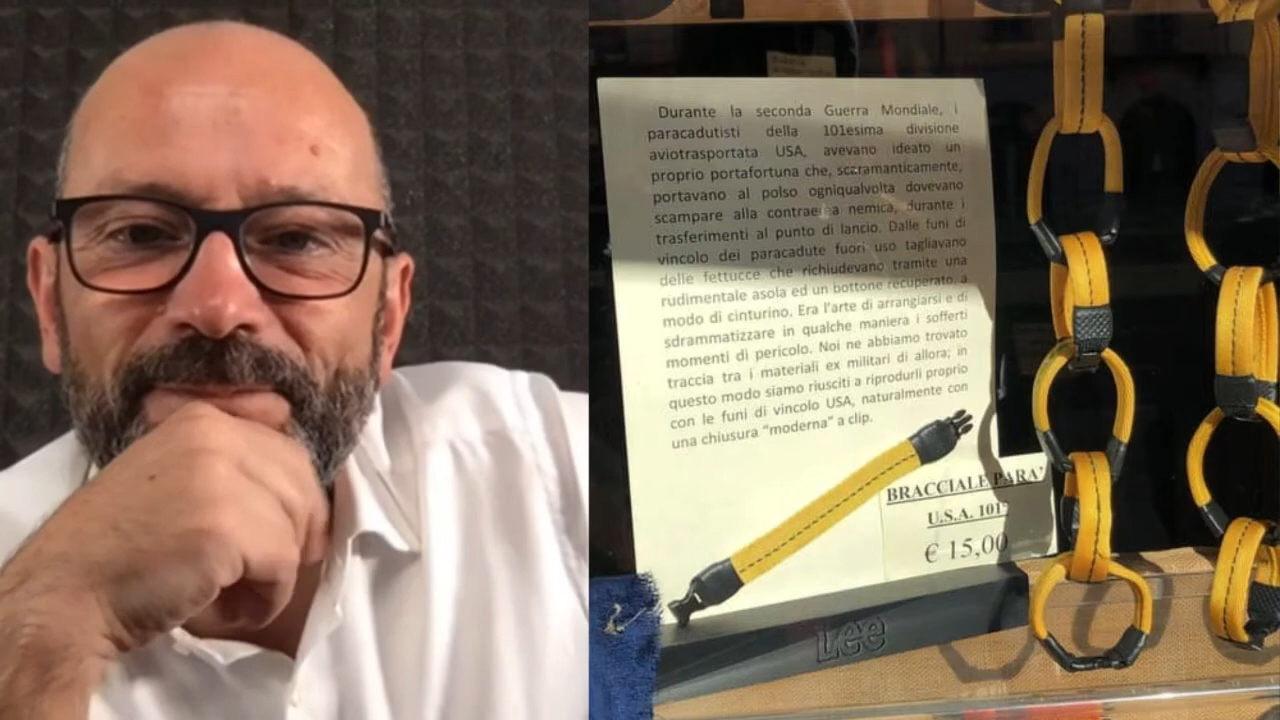 Durante la seconda Guerra Mondiale, i
paracadutisti della 101esima divisione
aviotrasportata USA, avevano ideato un
proprio portafortuna che, scaramanticamente,
portavano al polso ogniqualvolta dovevano
scampare alla contraerea nemica, durante i
trasferimenti al punto di lancio. Dalle funi di
vincolo dei paracadute fuori uso tagliavano
delle fettucce che richiudevano tramite una
rudimentale asola ed un bottone recuperato, a
modo di cinturino. Era l'arte di arrangiarsi e di
sdrammatizzare in qualche maniera i sofferti
momenti di pericolo. Noi ne abbiamo trovato
traccia tra i materiali ex militari di allora; in
questo modo siamo riusciti a riprodurli proprio
con le funi di vincolo USA, naturalmente con
una chiusura "moderna" a clip.
BRACCIALE PARA'
U.S.A. 101
€ 15,00
Lee